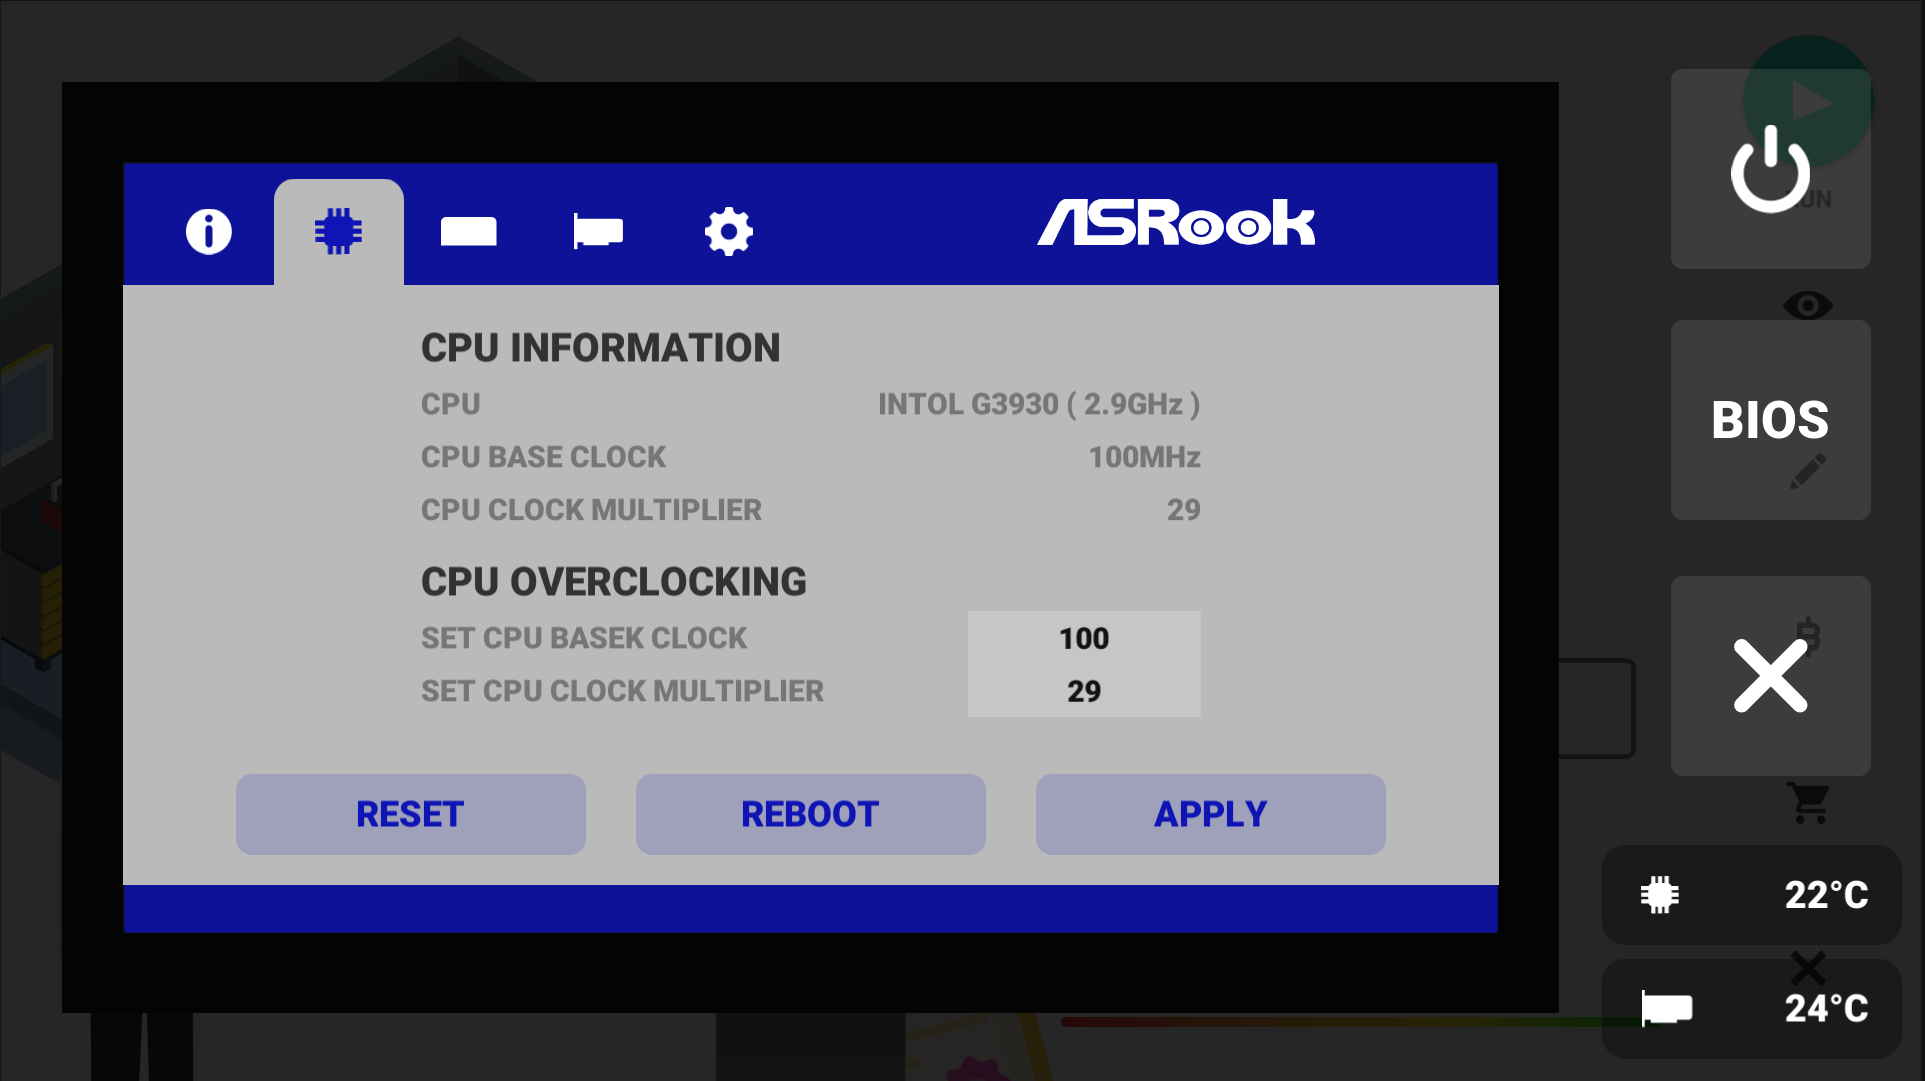 ASRook
CPU INFORMATION
CPU INTOL G3930 ( 2.9GHz )
CPU BASE CLOCK 100MHz
CPU CLOCK MULTIPLIER 29
CPU OVERCLOCKING
SET CPU BASEK CLOCK 100
SET CPU CLOCK MULTIPLIER 29
RESET REBOOT APPLY
RUN
BIOS
22°C
24°C